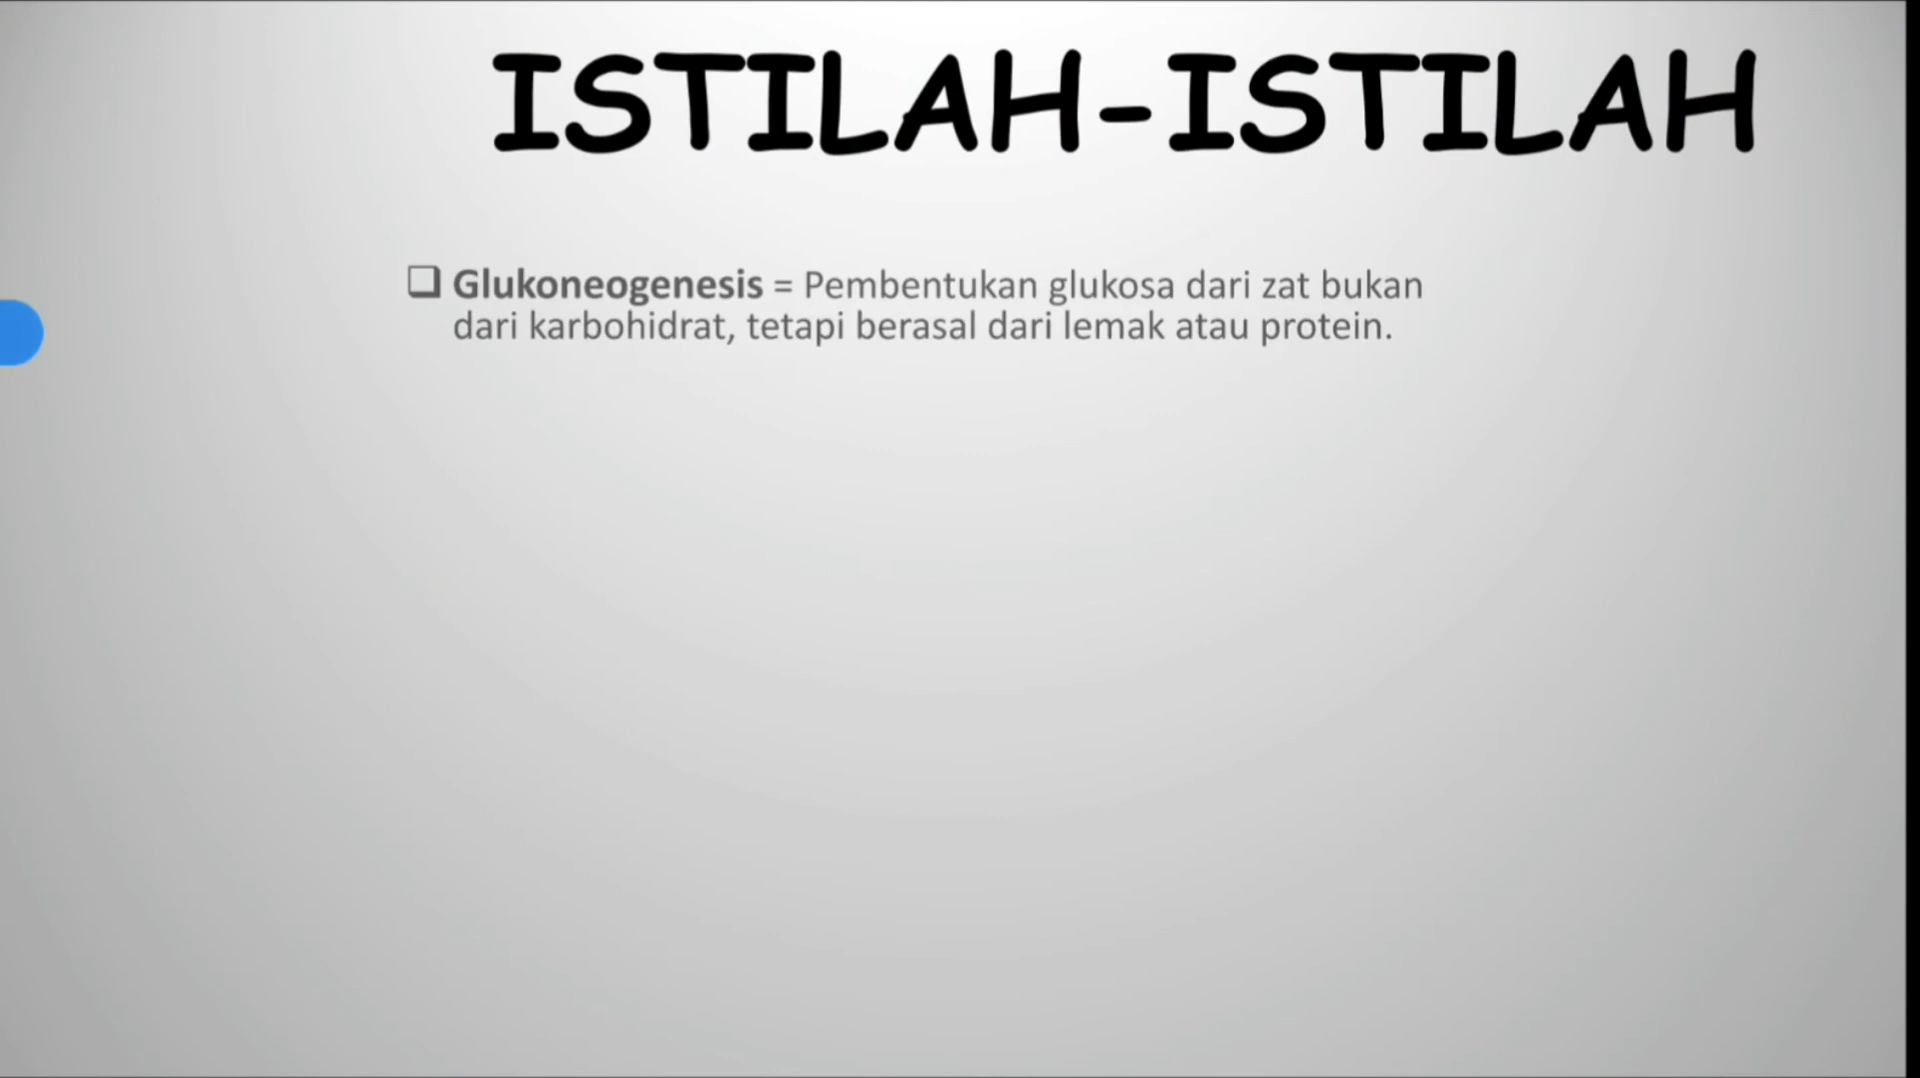 ISTILAH-ISTILAH
Glukoneogenesis = Pembentukan glukosa dari zat bukan
dari karbohidrat, tetapi berasal dari lemak atau protein.